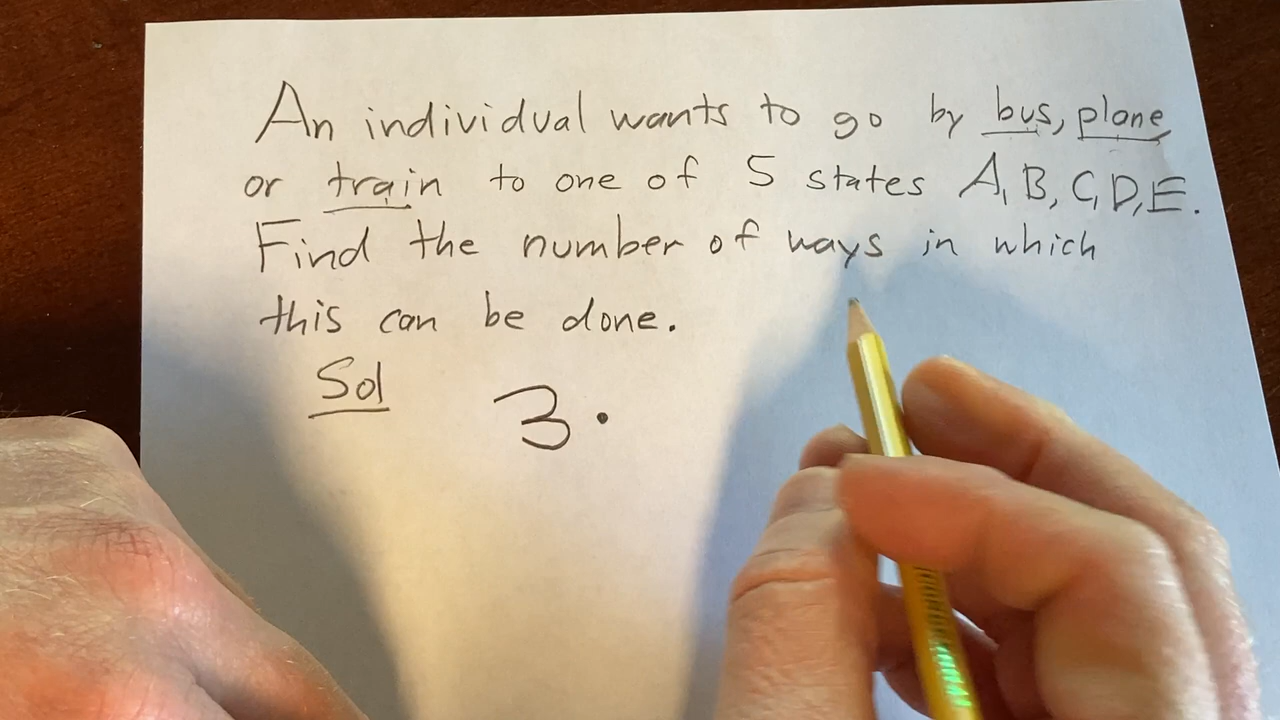 An individual wants to go by bus, plane
or train to one of 5 states A, B, C, D, E.
Find the number of ways in which
this can be done.
Sol 3 ·